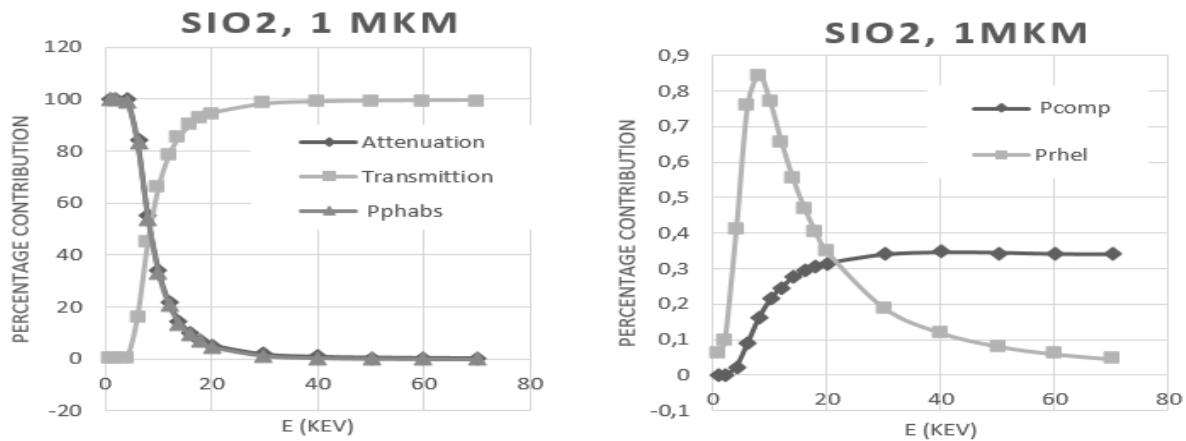 SIO2, 1 MKM
120
100
80
60
40
20
0
-20
PERCENTAGE CONTRIBUTION
Attenuation
Transmittion
Pphabs
0 20 40 60 80
E (KEV)
SIO2, 1MKM
0,9
0,8
0,7
0,6
0,5
0,4
0,3
0,2
0,1
0
-0,1
PERCENTAGE CONTRIBUTION
Pcomp
Prhel
0 20 40 60 80
E (KEV)